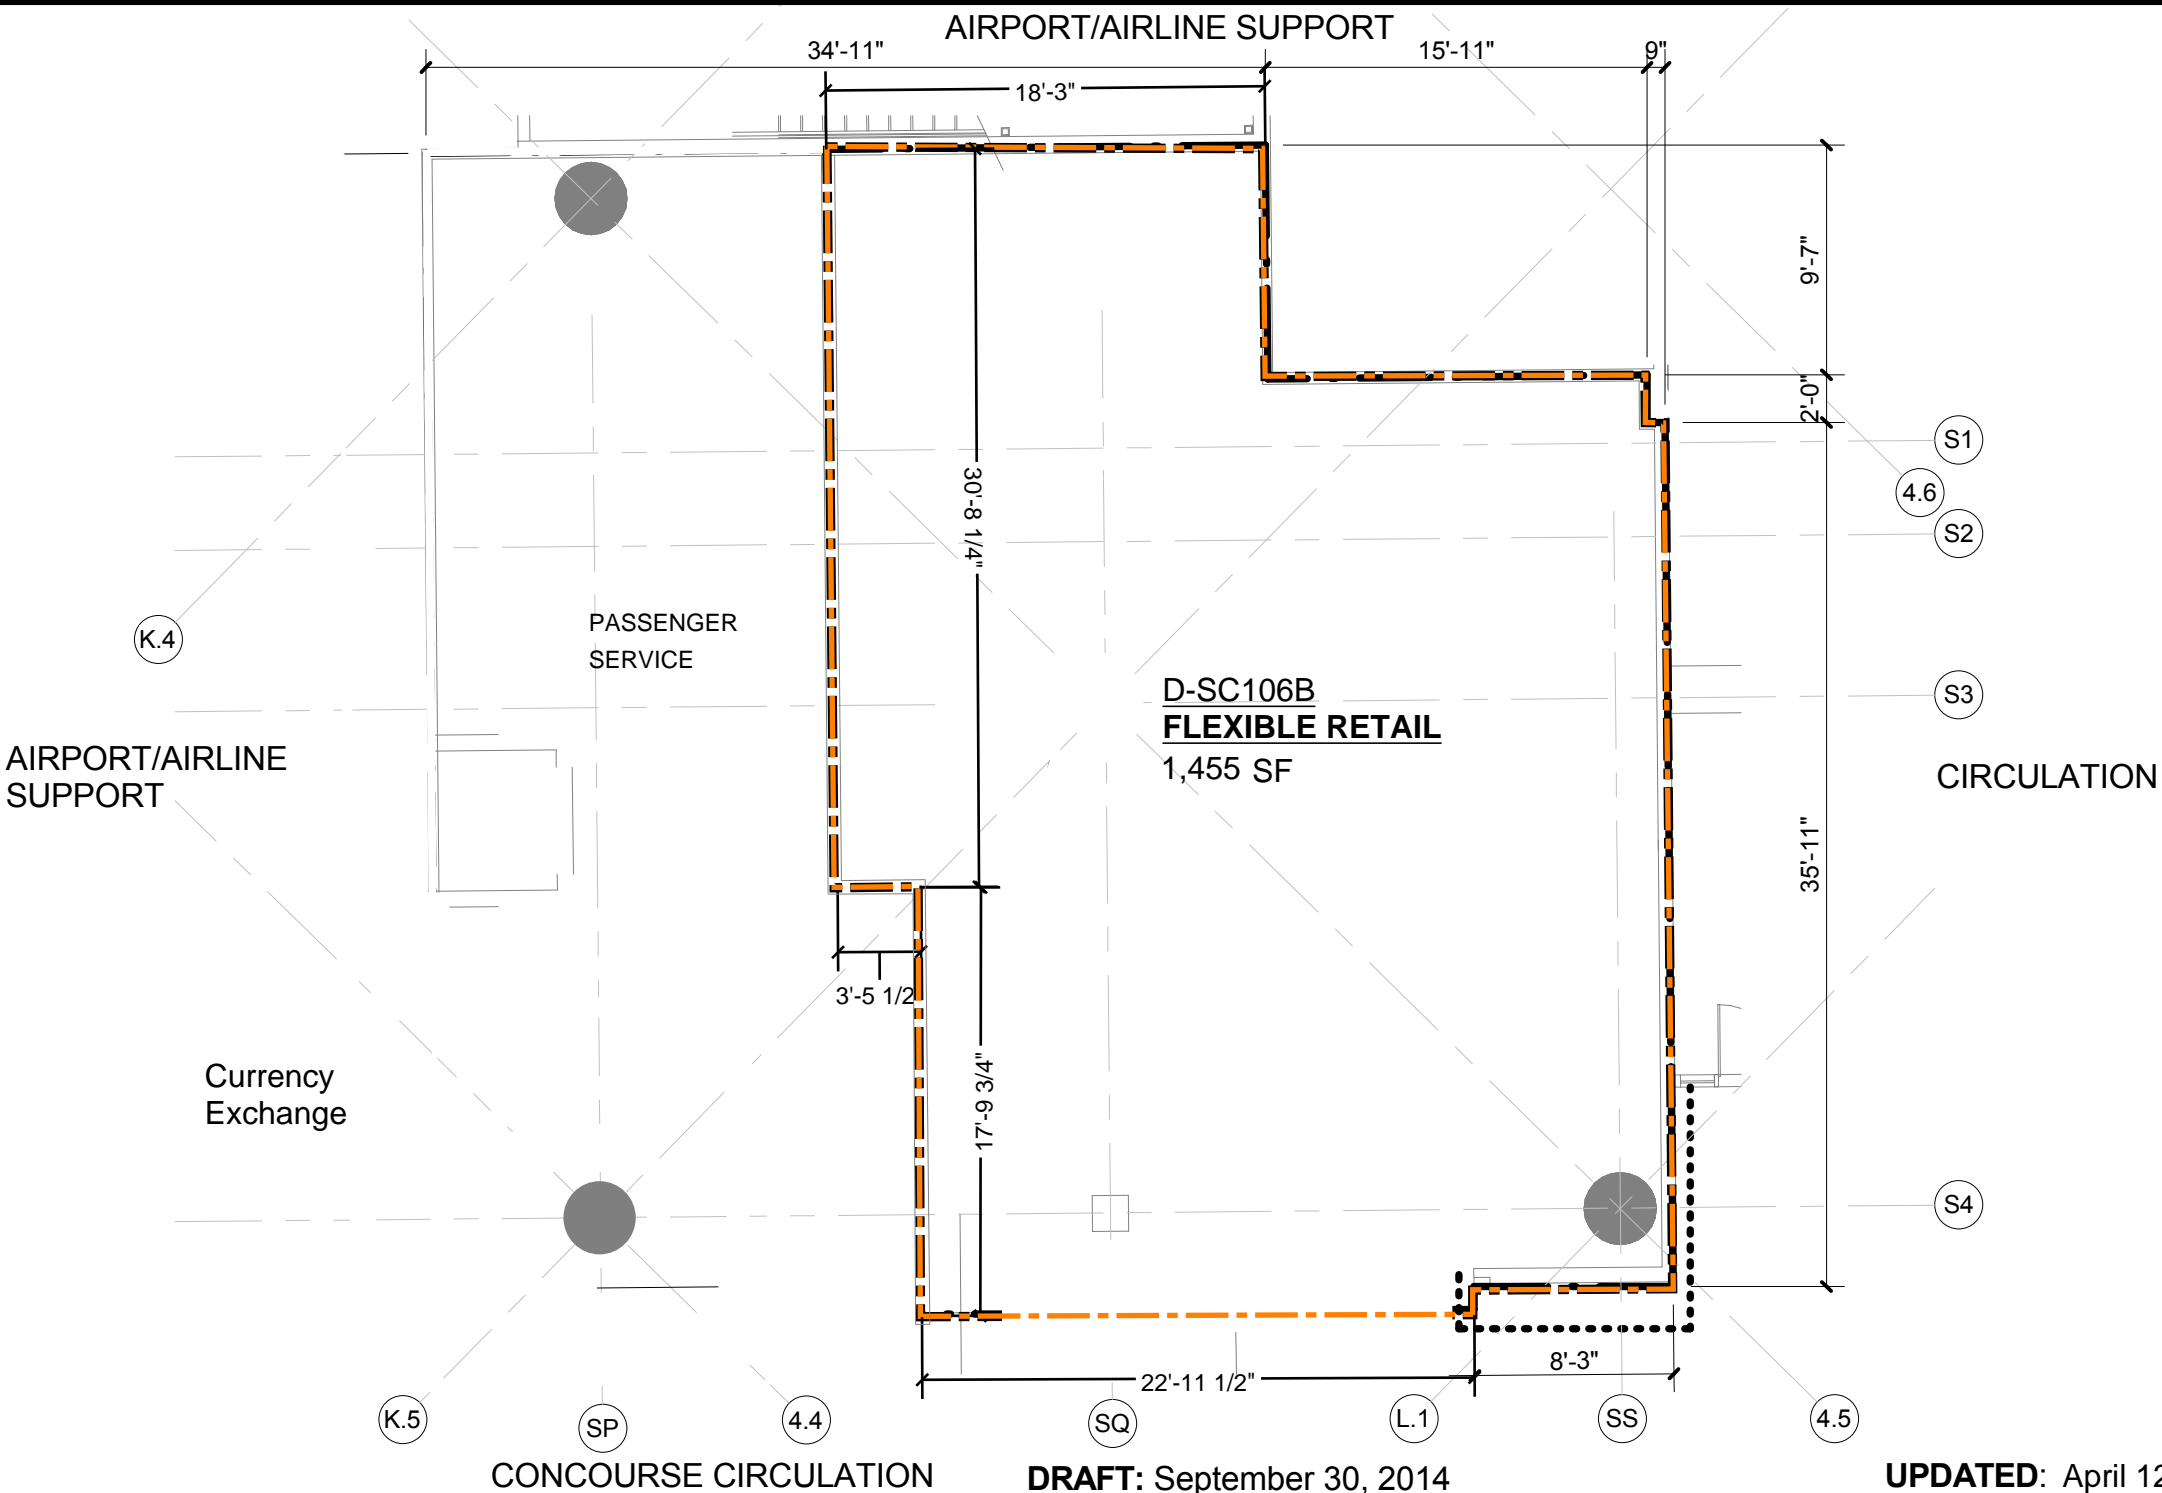 AIRPORT/AIRLINE SUPPORT
34'-11"
15'-11"
9"
18'-3"
9'-7"
2'-0"
S1
4.6
S2
30'-8 1/4"
K.4
PASSENGER
SERVICE
D-SC106B
FLEXIBLE RETAIL
1,455 SF
S3
AIRPORT/AIRLINE
SUPPORT
CIRCULATION
35'-11"
3'-5 1/2
Currency
Exchange
17'-9 3/4"
S4
8'-3"
22'-11 1/2"
K.5
SP
4.4
SQ
L.1
SS
4.5
CONCOURSE CIRCULATION
DRAFT: September 30, 2014
UPDATED: April 12